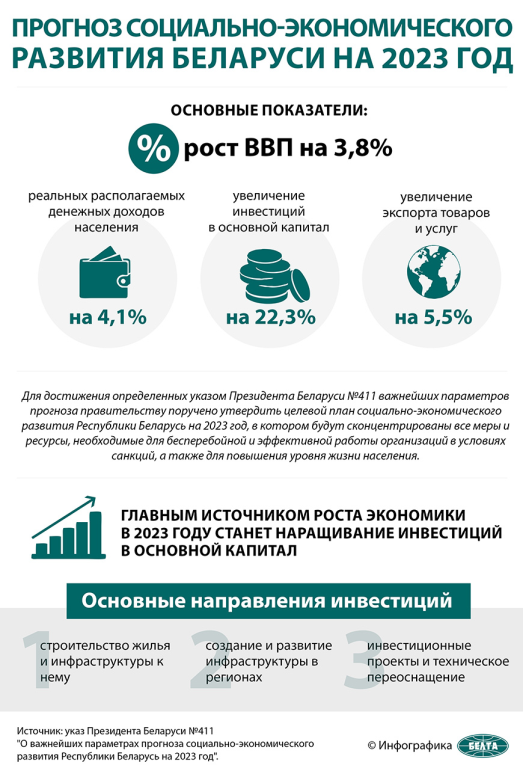 ПРОГНОЗ СОЦИАЛЬНО-ЭКОНОМИЧЕСКОГО
РАЗВИТИЯ БЕЛАРУСИ НА 2023 ГОД
ОСНОВНЫЕ ПОКАЗАТЕЛИ:
% рост ВВП на 3,8%
реальных располагаемых
денежных доходов
населения
на 4,1%
увеличение
инвестиций
в основной капитал
на 22,3%
увеличение
экспорта товаров
и услуг
на 5,5%
Для достижения определенных указом Президента Беларуси №411 важнейших параметров
прогноза правительству поручено утвердить целевой план социально-экономического
развития Республики Беларусь на 2023 год, в котором будут сконцентрированы все меры и
ресурсы, необходимые для бесперебойной и эффективной работы организаций в условиях
санкций, а также для повышения уровня жизни населения.
ГЛАВНЫМ ИСТОЧНИКОМ РОСТА ЭКОНОМИКИ
В 2023 ГОДУ СТАНЕТ НАРАЩИВАНИЕ ИНВЕСТИЦИЙ
В ОСНОВНОЙ КАПИТАЛ
Основные направления инвестиций
1
строительство жилья
и инфраструктуры к
нему
2
создание и развитие
инфраструктуры в
регионах
3
инвестиционные
проекты и техническое
переоснащение
Источник: указ Президента Беларуси №411
"О важнейших параметрах прогноза социально-экономического
развития Республики Беларусь на 2023 год".
© Инфографика БЕЛТА